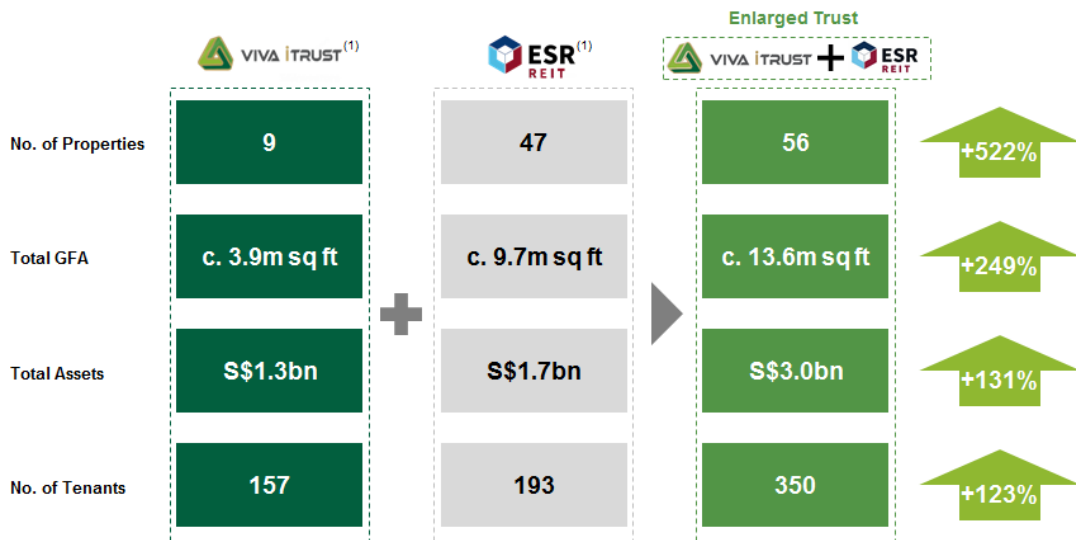 Enlarged Trust
VIVA iTRUST(1)
ESR(1)
REIT
VIVA iTRUST + ESR
REIT
No. of Properties 9 47 56 +522%
Total GFA c. 3.9m sq ft c. 9.7m sq ft c. 13.6m sq ft +249%
Total Assets S$1.3bn S$1.7bn S$3.0bn +131%
No. of Tenants 157 193 350 +123%